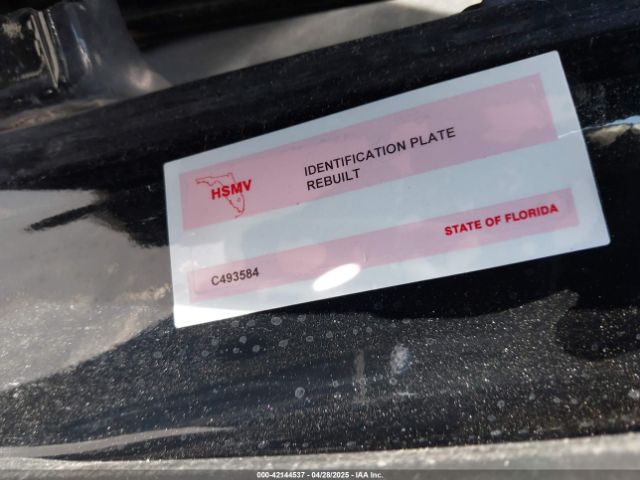 IDENTIFICATION PLATE
REBUILT
HSMV
STATE OF FLORIDA
C493584
000-42144537 - 04/28/2025 - IAA Inc.